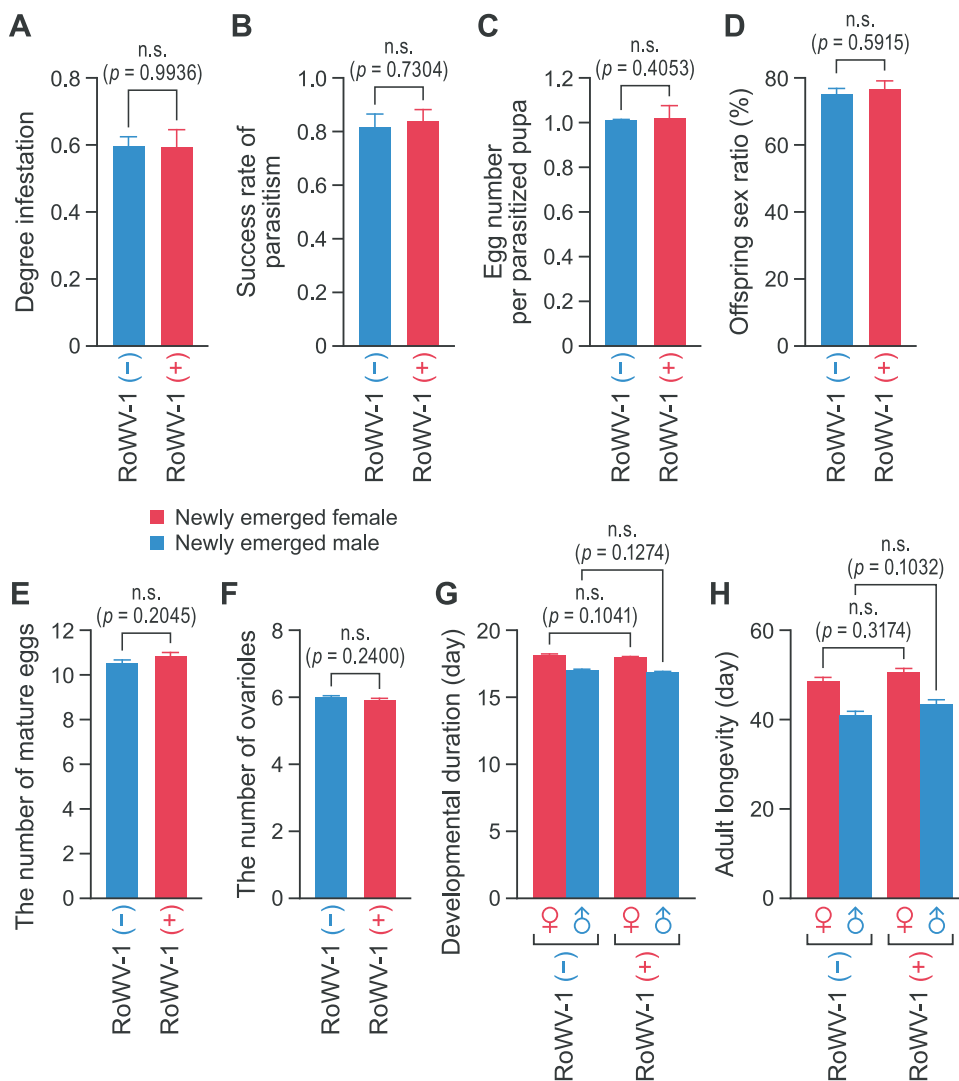 A
n.s.
(p = 0.9936)
Degree infestation
0.8
0.6
0.4
0.2
0
RoWV-1 (−)
RoWV-1 (+)
B
n.s.
(p = 0.7304)
Success rate of
parasitism
1.0
0.8
0.6
0.4
0.2
0
RoWV-1 (−)
RoWV-1 (+)
C
n.s.
(p = 0.4053)
Egg number
per parasitized pupa
1.2
1.0
0.8
0.6
0.4
0.2
0
RoWV-1 (−)
RoWV-1 (+)
D
n.s.
(p = 0.5915)
Offspring sex ratio (%)
80
60
40
20
0
RoWV-1 (−)
RoWV-1 (+)
Newly emerged female
Newly emerged male
E
n.s.
(p = 0.2045)
The number of mature eggs
12
10
8
6
4
2
0
RoWV-1 (−)
RoWV-1 (+)
F
n.s.
(p = 0.2400)
The number of ovarioles
8
6
4
2
0
RoWV-1 (−)
RoWV-1 (+)
G
n.s.
(p = 0.1274)
n.s.
(p = 0.1041)
Developmental duration (day)
20
15
10
5
0
♀ ♂ ♀ ♂
RoWV-1 (−)
RoWV-1 (+)
H
n.s.
(p = 0.1032)
n.s.
(p = 0.3174)
Adult longevity (day)
60
40
20
0
♀ ♂ ♀ ♂
RoWV-1 (−)
RoWV-1 (+)